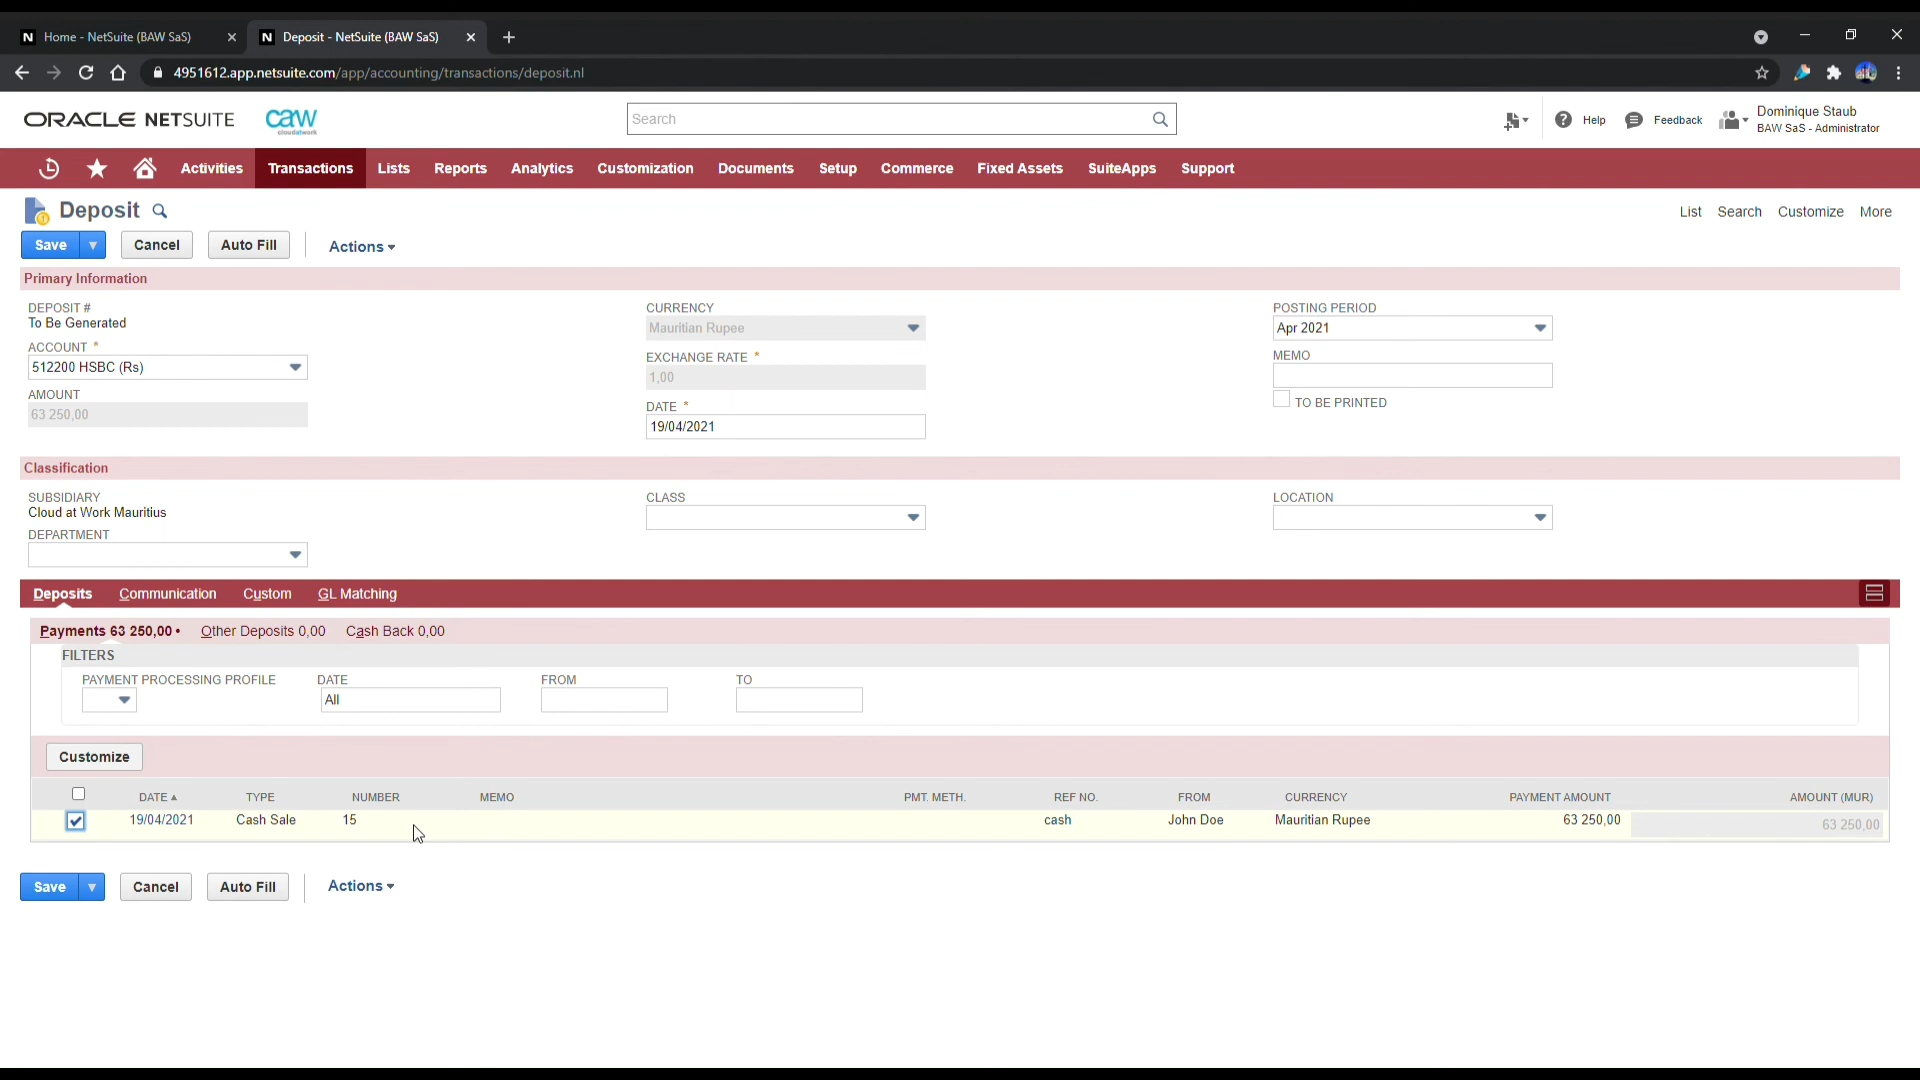 N Home - NetSuite (BAW SaS)
N Deposit - NetSuite (BAW SaS)
4951612.app.netsuite.com/app/accounting/transactions/deposit.nl
ORACLE NETSUITE
caw
cloudatwork
Search
Help
Feedback
Dominique Staub
BAW SaS - Administrator
Activities Transactions Lists Reports Analytics Customization Documents Setup Commerce Fixed Assets SuiteApps Support
Deposit
List Search Customize More
Save Cancel Auto Fill Actions
Primary Information
DEPOSIT #
To Be Generated
ACCOUNT *
512200 HSBC (Rs)
AMOUNT
63 250,00
CURRENCY
Mauritian Rupee
EXCHANGE RATE *
1,00
DATE *
19/04/2021
POSTING PERIOD
Apr 2021
MEMO
TO BE PRINTED
Classification
SUBSIDIARY
Cloud at Work Mauritius
DEPARTMENT
CLASS
LOCATION
Deposits Communication Custom GL Matching
Payments 63 250,00 • Other Deposits 0,00 Cash Back 0,00
FILTERS
PAYMENT PROCESSING PROFILE DATE FROM TO
All
Customize
DATE TYPE NUMBER MEMO PMT. METH. REF NO. FROM CURRENCY PAYMENT AMOUNT AMOUNT (MUR)
19/04/2021 Cash Sale 15 cash John Doe Mauritian Rupee 63 250,00 63 250,00
Save Cancel Auto Fill Actions